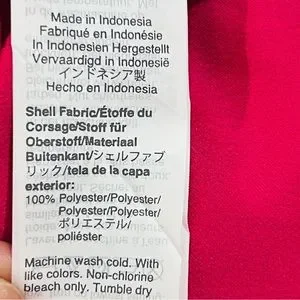 Made in Indonesia
Fabriqué en Indonésie
In Indonesien Hergestellt
Vervaardigd in Indonesië
インドネシア製
Hecho en Indonesia
Shell Fabric/Étoffe du
Corsage/Stoff für
Oberstoff/Materiaal
Buitenkant/シェルファブ
リック/tela de la capa
exterior:
100% Polyester/Polyester/
Polyester/Polyester/
ポリエステル/
poliéster
Machine wash cold. With
like colors. Non-chlorine
bleach only. Tumble dry